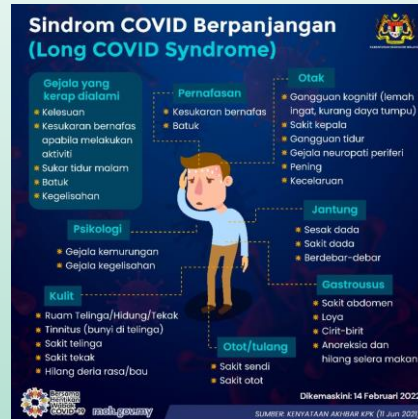 Sindrom COVID Berpanjangan
(Long COVID Syndrome)
Gejala yang
kerap dialami
Kelesuan
Kesukaran bernafas
apabila melakukan
aktiviti
Sukar tidur malam
Batuk
Kegelisahan
Pernafasan
Kesukaran bernafas
Batuk
Otak
Gangguan kognitif (lemah
ingat, kurang daya tumpu)
Sakit kepala
Gangguan tidur
Gejala neuropati periferi
Pening
Kecelaruan
Jantung
Sesak dada
Sakit dada
Berdebar-debar
Psikologi
Gejala kemurungan
Gejala kegelisahan
Gastrousus
Sakit abdomen
Loya
Cirit-birit
Anoreksia dan
hilang selera makan
Kulit
Ruam Telinga/Hidung/Tekak
Tinnitus (bunyi di telinga)
Sakit telinga
Sakit tekak
Hilang deria rasa/bau
Otot/tulang
Sakit sendi
Sakit otot
Bersama
Hentikan
Wabak
COVID-19
moh.gov.my
Dikemaskini: 14 Februari 202
SUMBER: KENYATAAN AKHBAR KPK (11 Jun 2021)